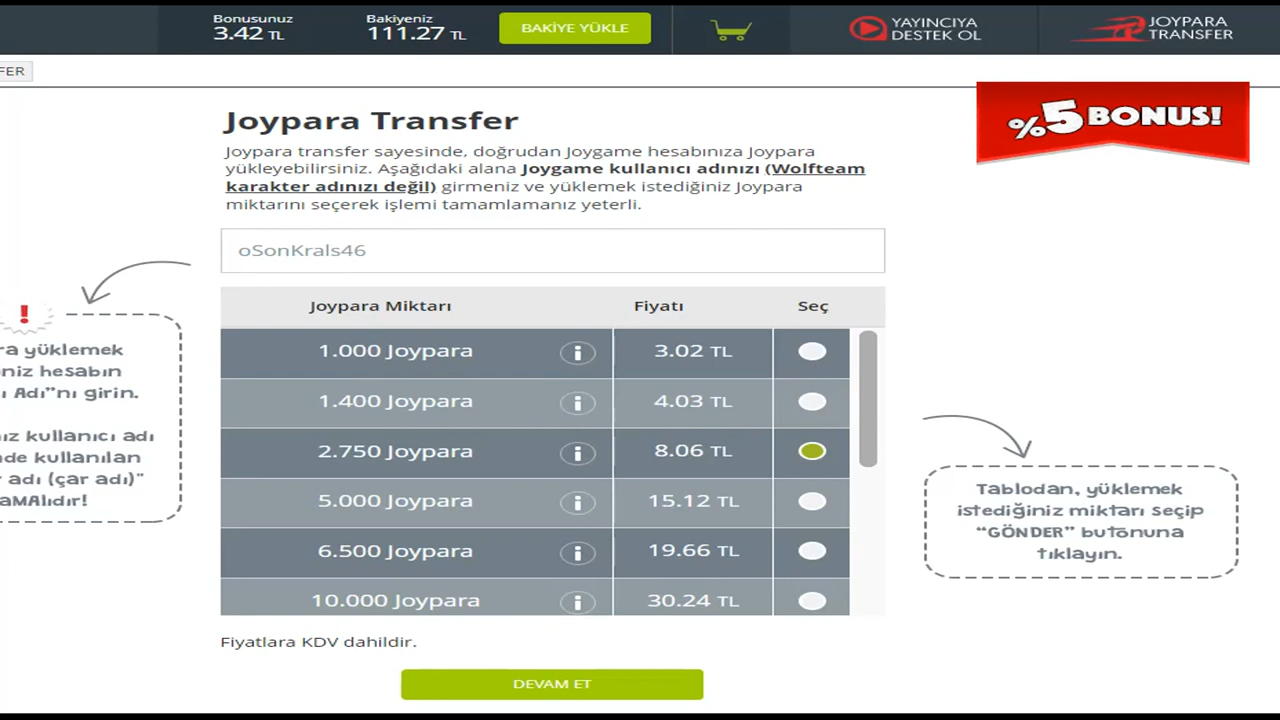 Bonusunuz
3.42 TL
Bakiyeniz
111.27 TL
BAKİYE YÜKLE
YAYINCIYA
DESTEK OL
JOYPARA
TRANSFER
FER
%5 BONUS!
Joypara Transfer
Joypara transfer sayesinde, doğrudan Joygame hesabınıza Joypara
yükleyebilirsiniz. Aşağıdaki alana Joygame kullanıcı adınızı (Wolfteam
karakter adınızı değil) girmeniz ve yüklemek istediğiniz Joypara
miktarını seçerek işlemi tamamlamanız yeterli.
oSonKrals46
!
ra yüklemek
niz hesabın
ı Adı"nı girin.
ız kullanıcı adı
nde kullanılan
r adı (çar adı)"
aMAlıdır!
Joypara Miktarı Fiyatı Seç
1.000 Joypara i 3.02 TL
1.400 Joypara i 4.03 TL
2.750 Joypara i 8.06 TL
5.000 Joypara i 15.12 TL
6.500 Joypara i 19.66 TL
10.000 Joypara i 30.24 TL
Tablodan, yüklemek
istediğiniz miktarı seçip
“GÖNDER” butonuna
tıklayın.
Fiyatlara KDV dahildir.
DEVAM ET